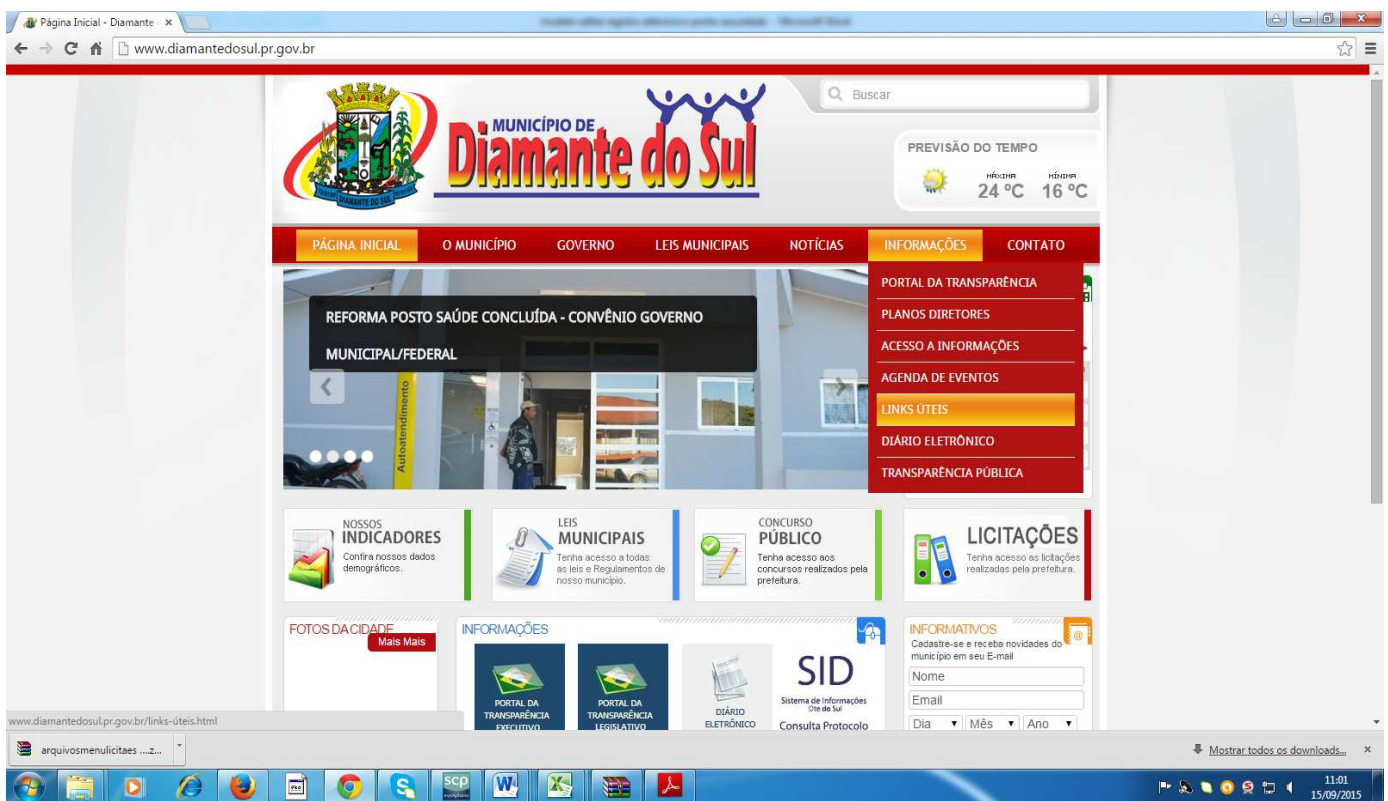 Página Inicial - Diamante
www.diamantedosul.pr.gov.br
DIAMANTE DO SUL
MUNICÍPIO DE
Diamante do Sul
Buscar
PREVISÃO DO TEMPO
MÁXIMA MÍNIMA
24 ºC 16 ºC
PÁGINA INICIAL O MUNICÍPIO GOVERNO LEIS MUNICIPAIS NOTÍCIAS INFORMAÇÕES CONTATO
PORTAL DA TRANSPARÊNCIA
PLANOS DIRETORES
ACESSO A INFORMAÇÕES
AGENDA DE EVENTOS
LINKS ÚTEIS
DIÁRIO ELETRÔNICO
TRANSPARÊNCIA PÚBLICA
REFORMA POSTO SAÚDE CONCLUÍDA - CONVÊNIO GOVERNO
MUNICIPAL/FEDERAL
Autoatendimento
NOSSOS
INDICADORES
Confira nossos dados
demográficos.
LEIS
MUNICIPAIS
Tenha acesso a todas
as leis e Regulamentos de
nosso município.
CONCURSO
PÚBLICO
Tenha acesso aos
concursos realizados pela
prefeitura.
LICITAÇÕES
Tenha acesso as licitações
realizadas pela prefeitura.
FOTOS DA CIDADE
Mais Mais
INFORMAÇÕES
PORTAL DA
TRANSPARÊNCIA
EXECUTIVO
PORTAL DA
TRANSPARÊNCIA
LEGISLATIVO
DIÁRIO
ELETRÔNICO
SID
Sistema de Informações
Dte do Sul
Consulta Protocolo
INFORMATIVOS
Cadastre-se e receba novidades do
município em seu E-mail
Nome
Email
Dia Mês Ano
www.diamantedosul.pr.gov.br/links-úteis.html
arquivosmenulicitaes ....z...
Mostrar todos os downloads...
scp
11:01
15/09/2015